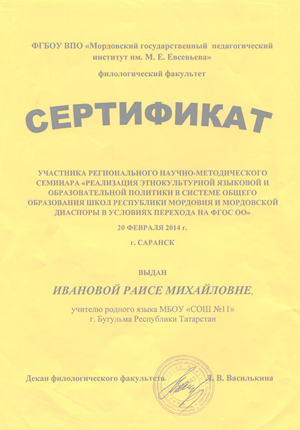 ФГБОУ ВПО «Мордовский государственный педагогический
институт им. М. Е. Евсевьева»
филологический факультет
СЕРТИФИКАТ
УЧАСТНИКА РЕГИОНАЛЬНОГО НАУЧНО-МЕТОДИЧЕСКОГО
СЕМИНАРА «РЕАЛИЗАЦИЯ ЭТНОКУЛЬТУРНОЙ ЯЗЫКОВОЙ И
ОБРАЗОВАТЕЛЬНОЙ ПОЛИТИКИ В СИСТЕМЕ ОБЩЕГО
ОБРАЗОВАНИЯ ШКОЛ РЕСПУБЛИКИ МОРДОВИЯ И МОРДОВСКОЙ
ДИАСПОРЫ В УСЛОВИЯХ ПЕРЕХОДА НА ФГОС ОО»
20 ФЕВРАЛЯ 2014 г.
г. САРАНСК
ВЫДАН
ИВАНОВОЙ РАИСЕ МИХАЙЛОВНЕ,
учителю родного языка МБОУ «СОШ №11»
г. Бугульма Республики Татарстан
Декан филологического факультета Л. В. Василькина